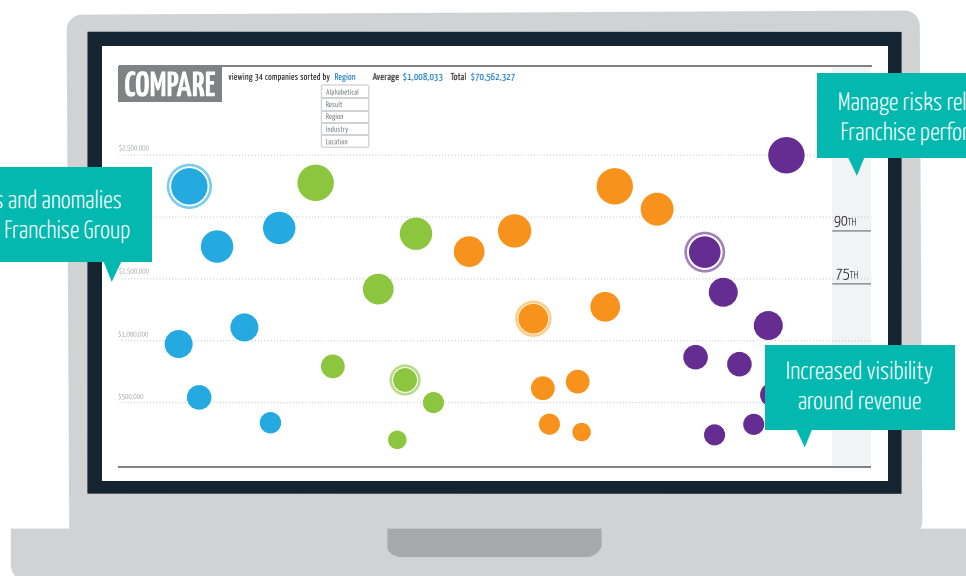 COMPARE
viewing 34 companies sorted by Region Average $1,008,033 Total $70,562,327
Alphabetical
Result
Region
Industry
Location
Manage risks
Franchise
$2,500,000
and anomalies
Franchise Group
90TH
$1,500,000
75TH
$1,000,000
Increased visibility
around revenue
$500,000